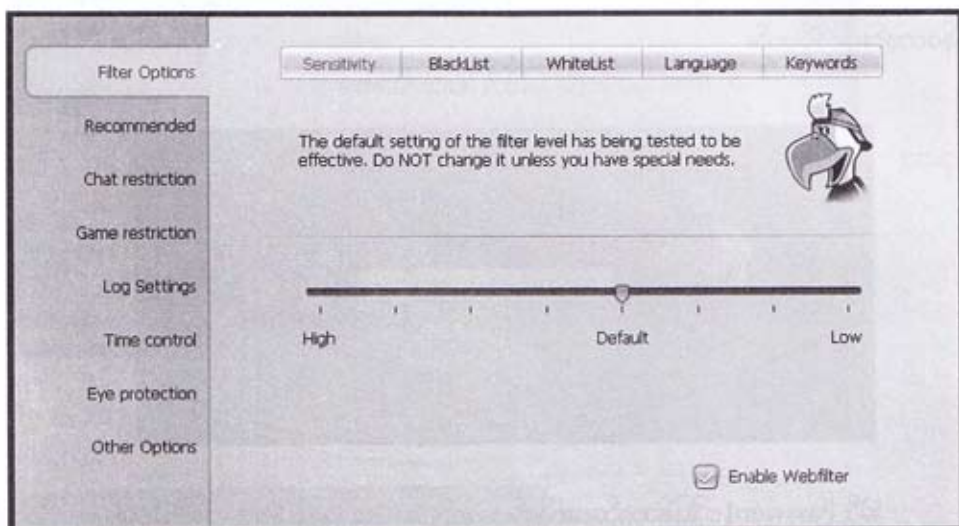 Filter Options
Recommended
Chat restriction
Game restriction
Log Settings
Time control
Eye protection
Other Options
Sensitivity BlackList WhiteList Language Keywords
The default setting of the filter level has being tested to be
effective. Do NOT change it unless you have special needs.
High Default Low
Enable Webfilter